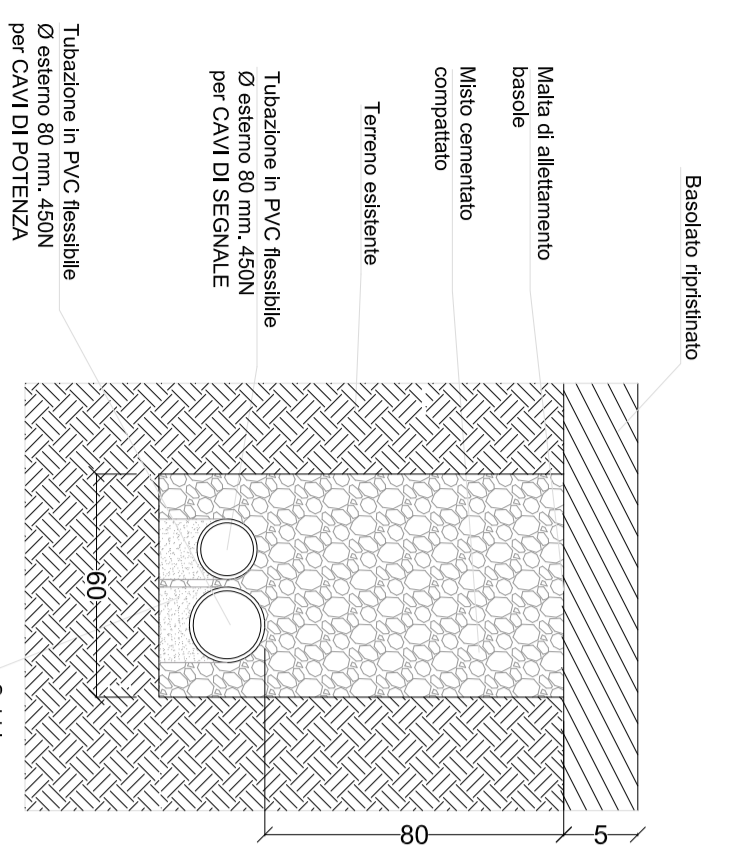 Basolato ripristinato
Malta di allettamento
basole
Misto cementato
compattato
Terreno esistente
Tubazione in PVC flessibile
Ø esterno 80 mm. 450N
per CAVI DI SEGNALE
Tubazione in PVC flessibile
Ø esterno 80 mm. 450N
per CAVI DI POTENZA
60
80
5